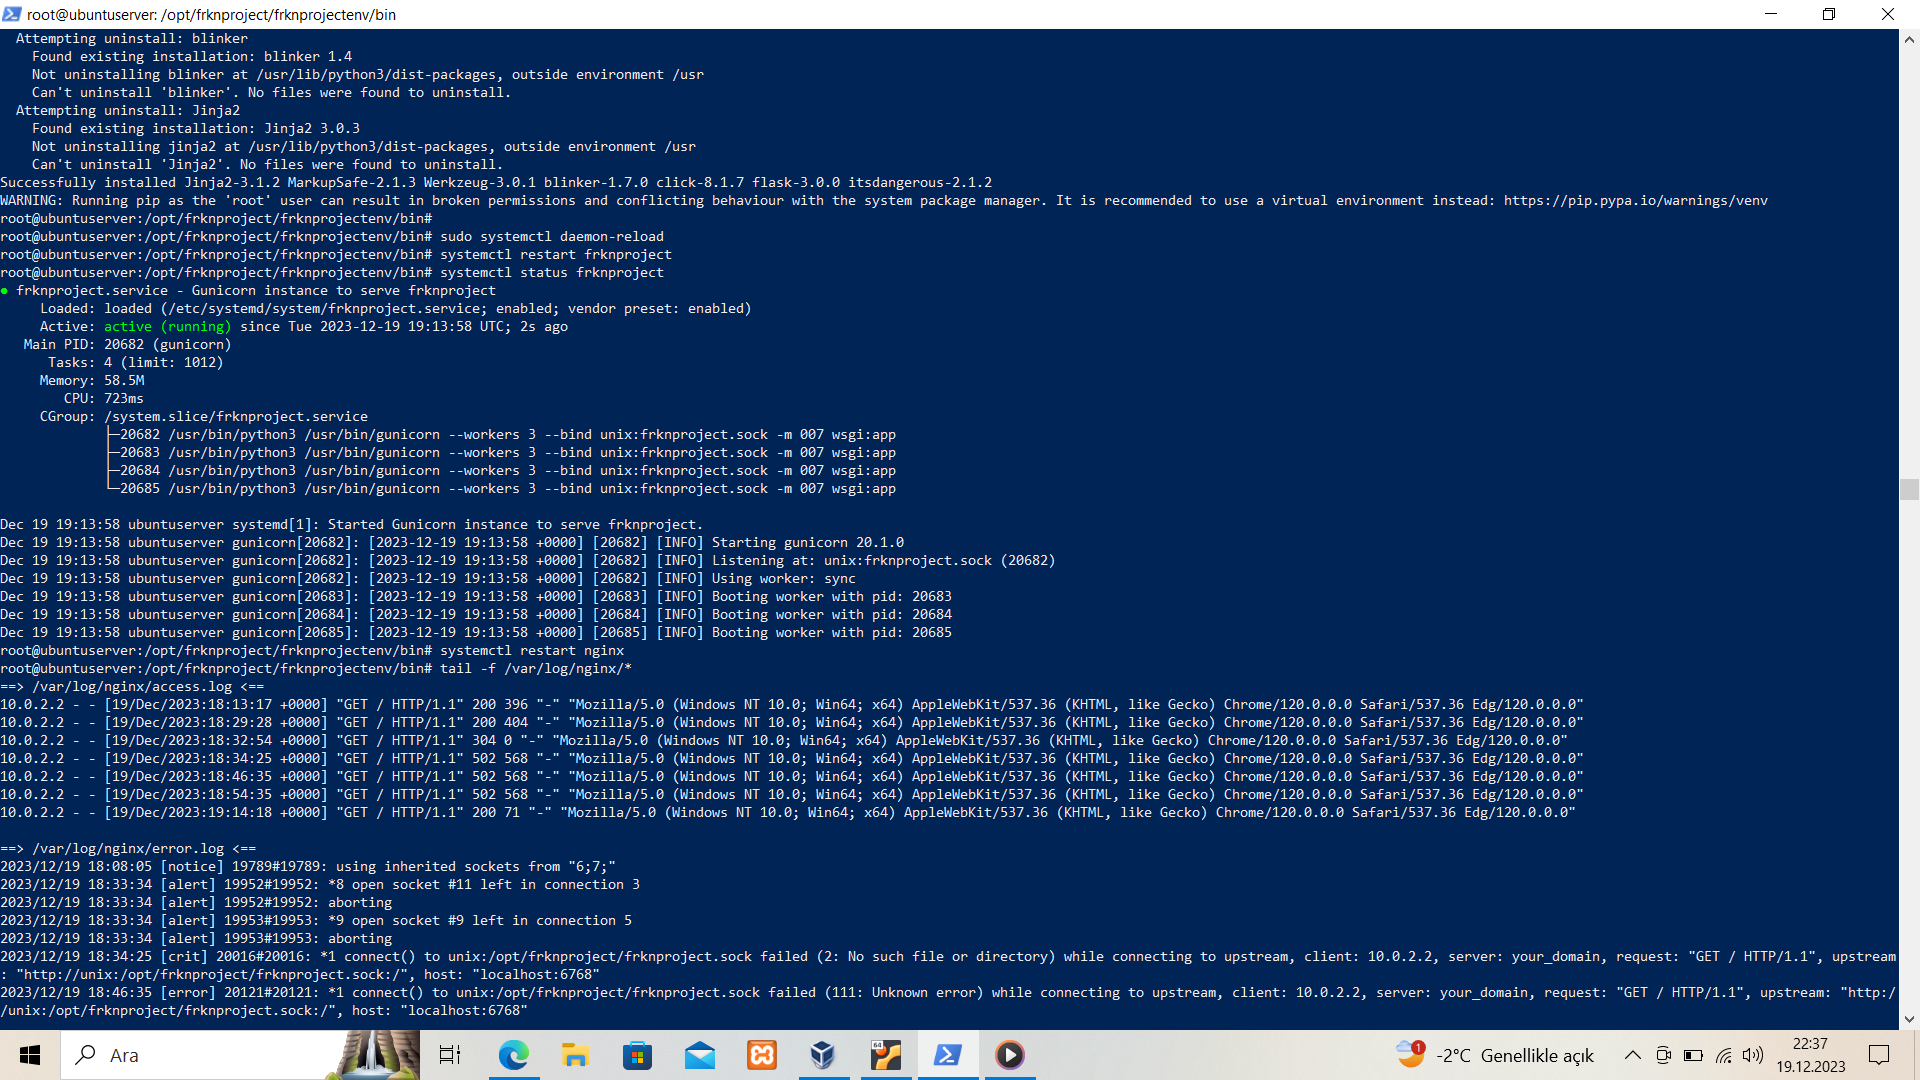 root@ubuntuserver: /opt/frknproject/frknprojectenv/bin
Attempting uninstall: blinker
Found existing installation: blinker 1.4
Not uninstalling blinker at /usr/lib/python3/dist-packages, outside environment /usr
Can't uninstall 'blinker'. No files were found to uninstall.
Attempting uninstall: Jinja2
Found existing installation: Jinja2 3.0.3
Not uninstalling jinja2 at /usr/lib/python3/dist-packages, outside environment /usr
Can't uninstall 'Jinja2'. No files were found to uninstall.
Successfully installed Jinja2-3.1.2 MarkupSafe-2.1.3 Werkzeug-3.0.1 blinker-1.7.0 click-8.1.7 flask-3.0.0 itsdangerous-2.1.2
WARNING: Running pip as the 'root' user can result in broken permissions and conflicting behaviour with the system package manager. It is recommended to use a virtual environment instead: https://pip.pypa.io/warnings/venv
root@ubuntuserver:/opt/frknproject/frknprojectenv/bin#
root@ubuntuserver:/opt/frknproject/frknprojectenv/bin# sudo systemctl daemon-reload
root@ubuntuserver:/opt/frknproject/frknprojectenv/bin# systemctl restart frknproject
root@ubuntuserver:/opt/frknproject/frknprojectenv/bin# systemctl status frknproject
● frknproject.service - Gunicorn instance to serve frknproject
Loaded: loaded (/etc/systemd/system/frknproject.service; enabled; vendor preset: enabled)
Active: active (running) since Tue 2023-12-19 19:13:58 UTC; 2s ago
Main PID: 20682 (gunicorn)
Tasks: 4 (limit: 1012)
Memory: 58.5M
CPU: 723ms
CGroup: /system.slice/frknproject.service
├─20682 /usr/bin/python3 /usr/bin/gunicorn --workers 3 --bind unix:frknproject.sock -m 007 wsgi:app
├─20683 /usr/bin/python3 /usr/bin/gunicorn --workers 3 --bind unix:frknproject.sock -m 007 wsgi:app
├─20684 /usr/bin/python3 /usr/bin/gunicorn --workers 3 --bind unix:frknproject.sock -m 007 wsgi:app
└─20685 /usr/bin/python3 /usr/bin/gunicorn --workers 3 --bind unix:frknproject.sock -m 007 wsgi:app
Dec 19 19:13:58 ubuntuserver systemd[1]: Started Gunicorn instance to serve frknproject.
Dec 19 19:13:58 ubuntuserver gunicorn[20682]: [2023-12-19 19:13:58 +0000] [20682] [INFO] Starting gunicorn 20.1.0
Dec 19 19:13:58 ubuntuserver gunicorn[20682]: [2023-12-19 19:13:58 +0000] [20682] [INFO] Listening at: unix:frknproject.sock (20682)
Dec 19 19:13:58 ubuntuserver gunicorn[20682]: [2023-12-19 19:13:58 +0000] [20682] [INFO] Using worker: sync
Dec 19 19:13:58 ubuntuserver gunicorn[20683]: [2023-12-19 19:13:58 +0000] [20683] [INFO] Booting worker with pid: 20683
Dec 19 19:13:58 ubuntuserver gunicorn[20684]: [2023-12-19 19:13:58 +0000] [20684] [INFO] Booting worker with pid: 20684
Dec 19 19:13:58 ubuntuserver gunicorn[20685]: [2023-12-19 19:13:58 +0000] [20685] [INFO] Booting worker with pid: 20685
root@ubuntuserver:/opt/frknproject/frknprojectenv/bin# systemctl restart nginx
root@ubuntuserver:/opt/frknproject/frknprojectenv/bin# tail -f /var/log/nginx/*
==> /var/log/nginx/access.log <==
10.0.2.2 - - [19/Dec/2023:18:13:17 +0000] "GET / HTTP/1.1" 200 396 "-" "Mozilla/5.0 (Windows NT 10.0; Win64; x64) AppleWebKit/537.36 (KHTML, like Gecko) Chrome/120.0.0.0 Safari/537.36 Edg/120.0.0.0"
10.0.2.2 - - [19/Dec/2023:18:29:28 +0000] "GET / HTTP/1.1" 200 404 "-" "Mozilla/5.0 (Windows NT 10.0; Win64; x64) AppleWebKit/537.36 (KHTML, like Gecko) Chrome/120.0.0.0 Safari/537.36 Edg/120.0.0.0"
10.0.2.2 - - [19/Dec/2023:18:32:54 +0000] "GET / HTTP/1.1" 304 0 "-" "Mozilla/5.0 (Windows NT 10.0; Win64; x64) AppleWebKit/537.36 (KHTML, like Gecko) Chrome/120.0.0.0 Safari/537.36 Edg/120.0.0.0"
10.0.2.2 - - [19/Dec/2023:18:34:25 +0000] "GET / HTTP/1.1" 502 568 "-" "Mozilla/5.0 (Windows NT 10.0; Win64; x64) AppleWebKit/537.36 (KHTML, like Gecko) Chrome/120.0.0.0 Safari/537.36 Edg/120.0.0.0"
10.0.2.2 - - [19/Dec/2023:18:46:35 +0000] "GET / HTTP/1.1" 502 568 "-" "Mozilla/5.0 (Windows NT 10.0; Win64; x64) AppleWebKit/537.36 (KHTML, like Gecko) Chrome/120.0.0.0 Safari/537.36 Edg/120.0.0.0"
10.0.2.2 - - [19/Dec/2023:18:54:35 +0000] "GET / HTTP/1.1" 502 568 "-" "Mozilla/5.0 (Windows NT 10.0; Win64; x64) AppleWebKit/537.36 (KHTML, like Gecko) Chrome/120.0.0.0 Safari/537.36 Edg/120.0.0.0"
10.0.2.2 - - [19/Dec/2023:19:14:18 +0000] "GET / HTTP/1.1" 200 71 "-" "Mozilla/5.0 (Windows NT 10.0; Win64; x64) AppleWebKit/537.36 (KHTML, like Gecko) Chrome/120.0.0.0 Safari/537.36 Edg/120.0.0.0"
==> /var/log/nginx/error.log <==
2023/12/19 18:08:05 [notice] 19789#19789: using inherited sockets from "6;7;"
2023/12/19 18:33:34 [alert] 19952#19952: *8 open socket #11 left in connection 3
2023/12/19 18:33:34 [alert] 19952#19952: aborting
2023/12/19 18:33:34 [alert] 19953#19953: *9 open socket #9 left in connection 5
2023/12/19 18:33:34 [alert] 19953#19953: aborting
2023/12/19 18:34:25 [crit] 20016#20016: *1 connect() to unix:/opt/frknproject/frknproject.sock failed (2: No such file or directory) while connecting to upstream, client: 10.0.2.2, server: your_domain, request: "GET / HTTP/1.1", upstream
: "http://unix:/opt/frknproject/frknproject.sock:/", host: "localhost:6768"
2023/12/19 18:46:35 [error] 20121#20121: *1 connect() to unix:/opt/frknproject/frknproject.sock failed (111: Unknown error) while connecting to upstream, client: 10.0.2.2, server: your_domain, request: "GET / HTTP/1.1", upstream: "http:/
/unix:/opt/frknproject/frknproject.sock:/", host: "localhost:6768"
Ara
64
1
-2°C Genellikle açık
22:37
19.12.2023